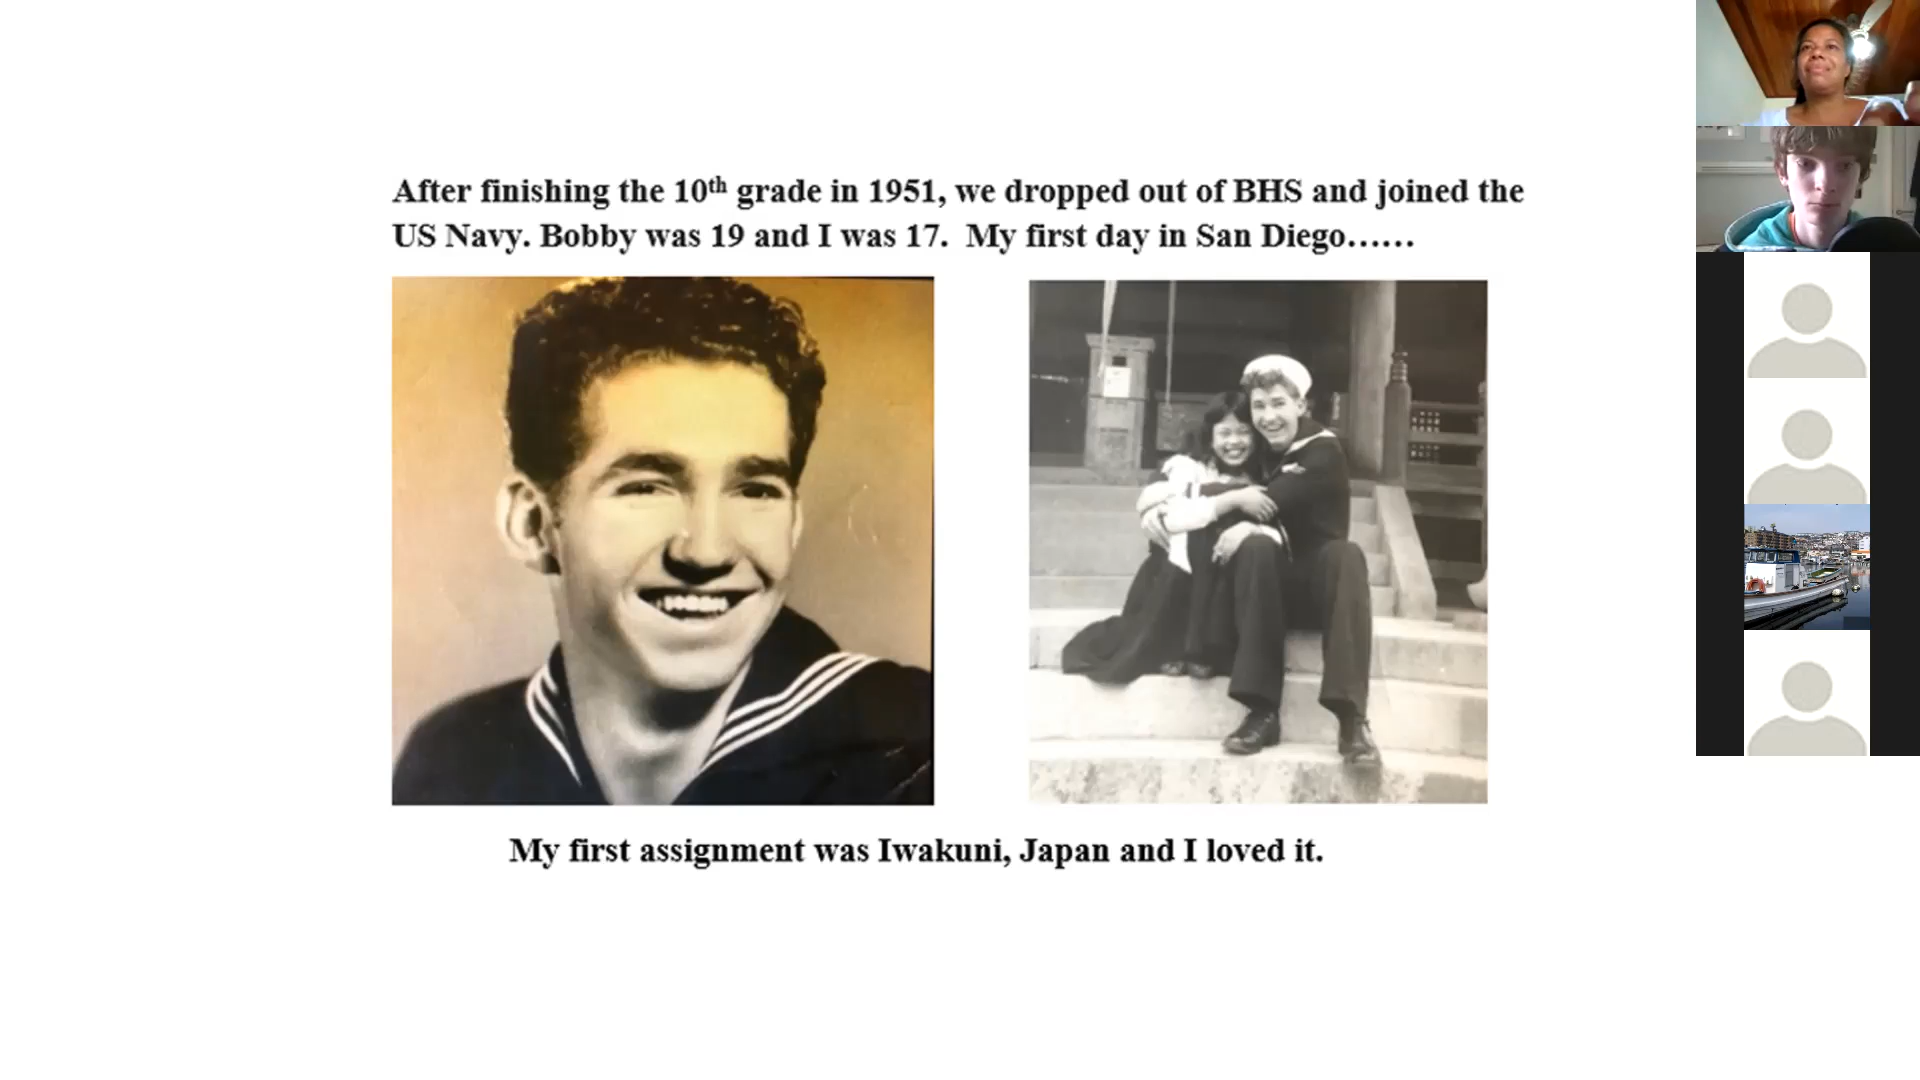 After finishing the 10th grade in 1951, we dropped out of BHS and joined the
US Navy. Bobby was 19 and I was 17.  My first day in San Diego......
My first assignment was Iwakuni, Japan and I loved it.